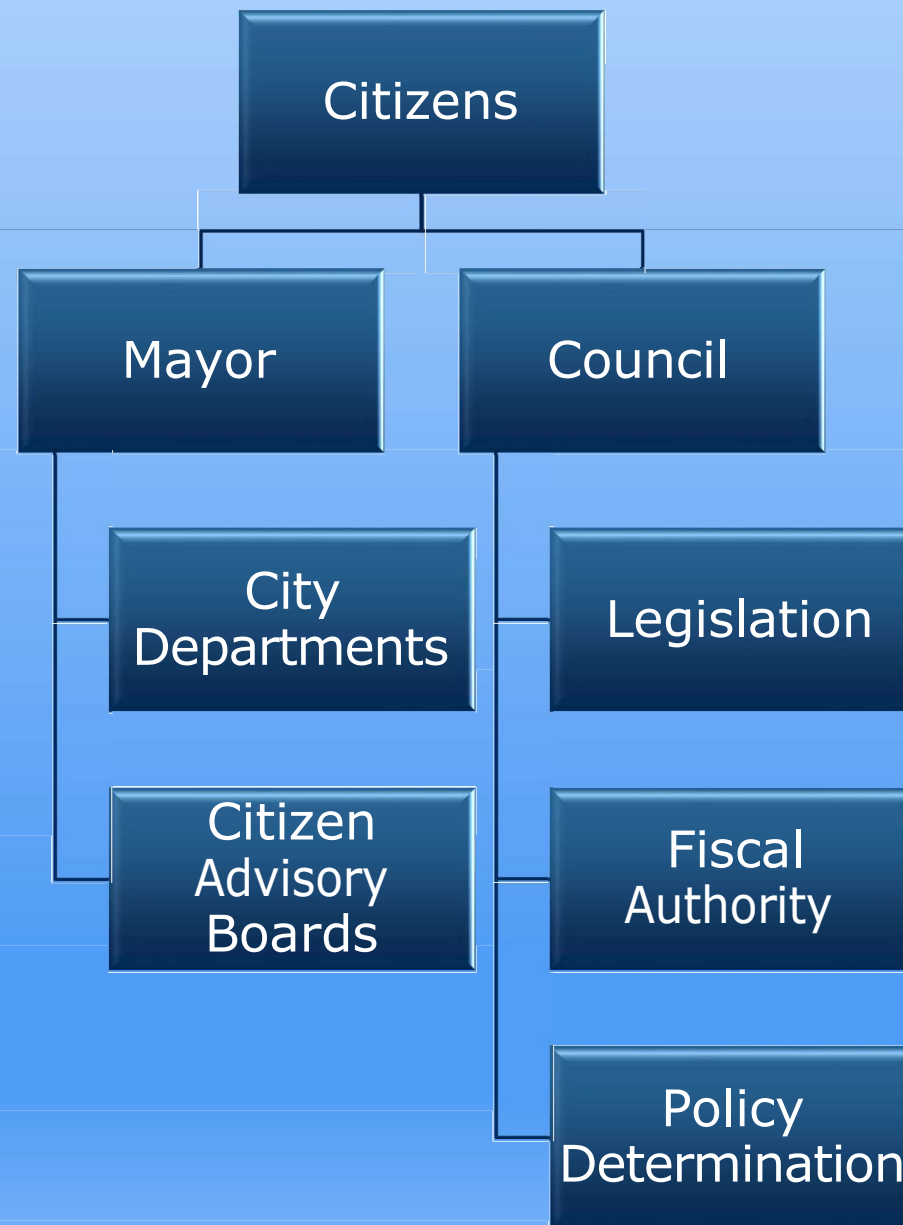 Citizens
Mayor
Council
City
Departments
Legislation
Citizen
Advisory
Boards
Fiscal
Authority
Policy
Determination